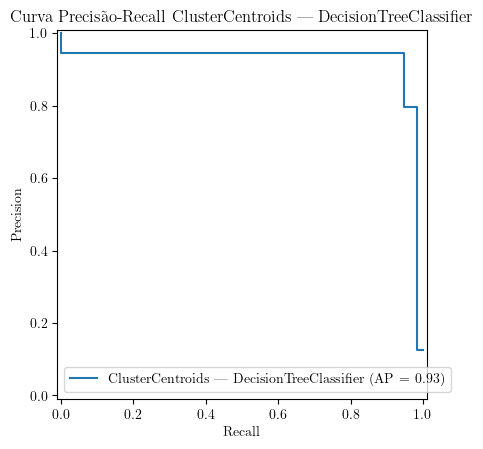 Curva Precisão-Recall ClusterCentroids — DecisionTreeClassifier
1.0
0.8
0.6
0.4
0.2
0.0
Precision
ClusterCentroids — DecisionTreeClassifier (AP = 0.93)
0.0 0.2 0.4 0.6 0.8 1.0
Recall